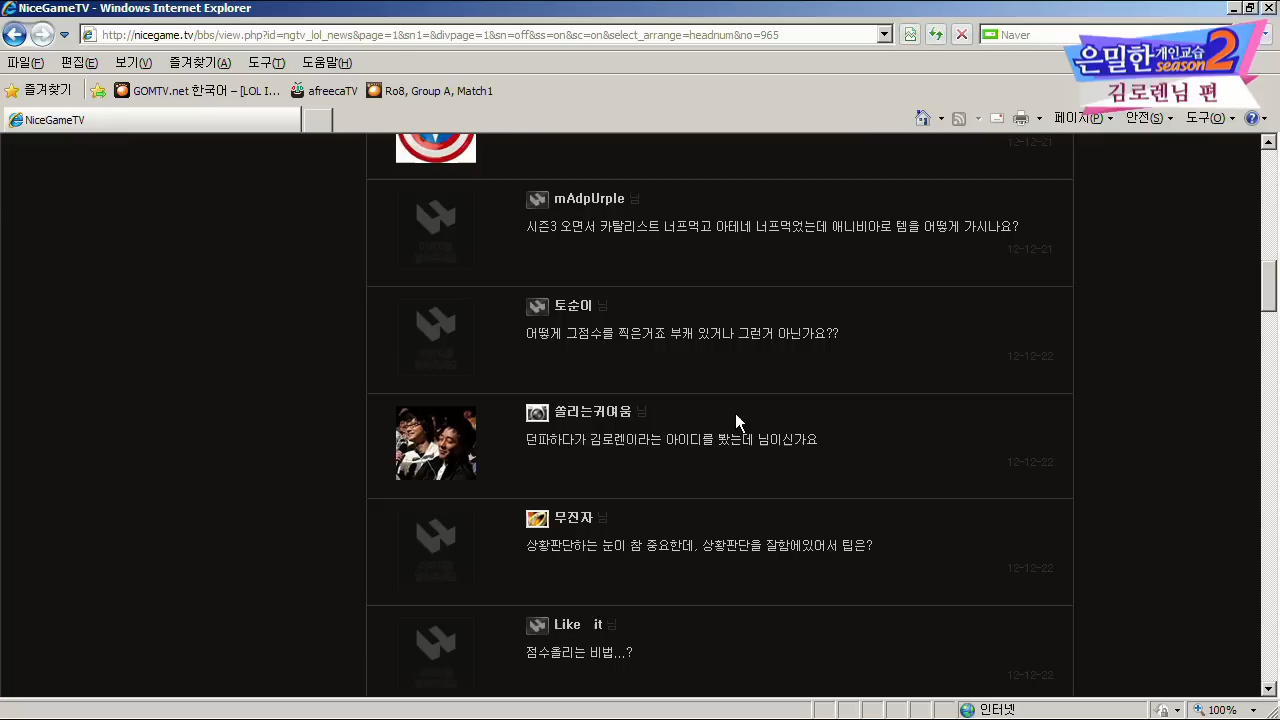 NiceGameTV - Windows Internet Explorer
http://nicegame.tv/bbs/view.php?id=ngtv_lol_news&page=1&sn1=&divpage=1&sn=off&ss=on&sc=on&select_arrange=headnum&no=965
Naver
은밀한 개인교습 season 2
김로렌님 편
파일(F) 편집(E) 보기(V) 즐겨찾기(A) 도구(T) 도움말(H)
즐겨찾기 GOMTV.net 한국어 – [LOL I... afreecaTV Ro8, Group A, Match1
NiceGameTV
페이지(P) 안전(S) 도구(O)
12-12-21
mAdpUrple 님
시즌3 오면서 카탈리스트 너프먹고 아테네 너프먹었는데 애니비아로 템을 어떻게 가시나요?
12-12-21
토순이 님
어떻게 그점수를 찍은거죠 부캐 있거나 그런거 아닌가요??
12-12-22
쏠리는귀여움 님
던파하다가 김로렌이라는 아이디를 봤는데 님이신가요
12-12-22
무진자 님
상황판단하는 눈이 참 중요한데, 상황판단을 잘함에있어서 팁은?
12-12-22
Like it 님
점수올리는 비법...?
12-12-22
인터넷
100%